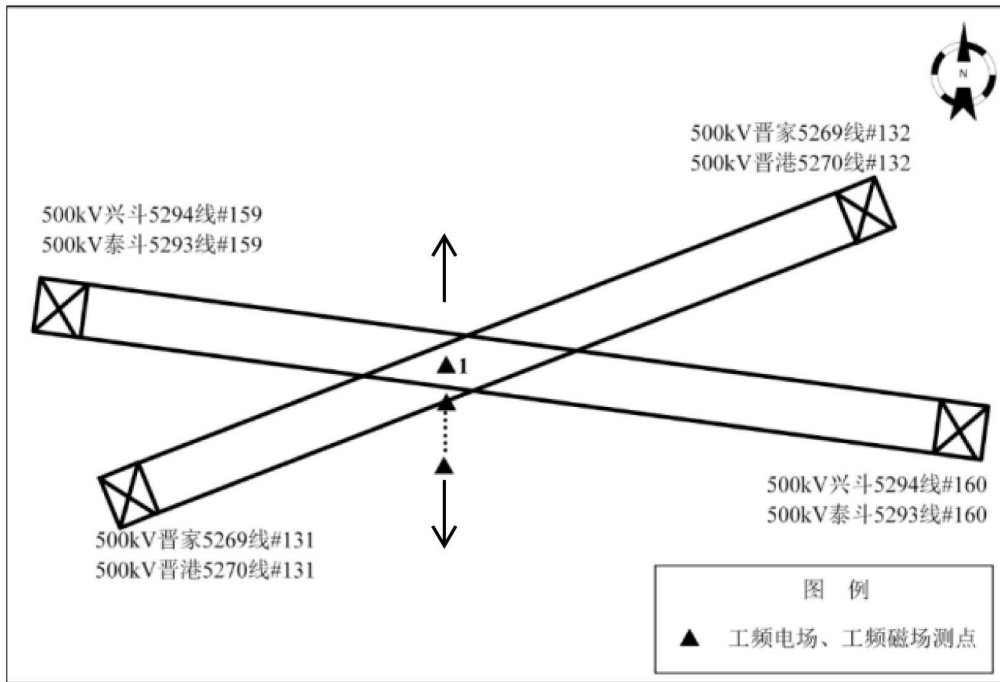 N
500kV晋家5269线#132
500kV晋港5270线#132
500kV兴斗5294线#159
500kV泰斗5293线#159
1
500kV兴斗5294线#160
500kV泰斗5293线#160
500kV晋家5269线#131
500kV晋港5270线#131
图 例
工频电场、工频磁场测点